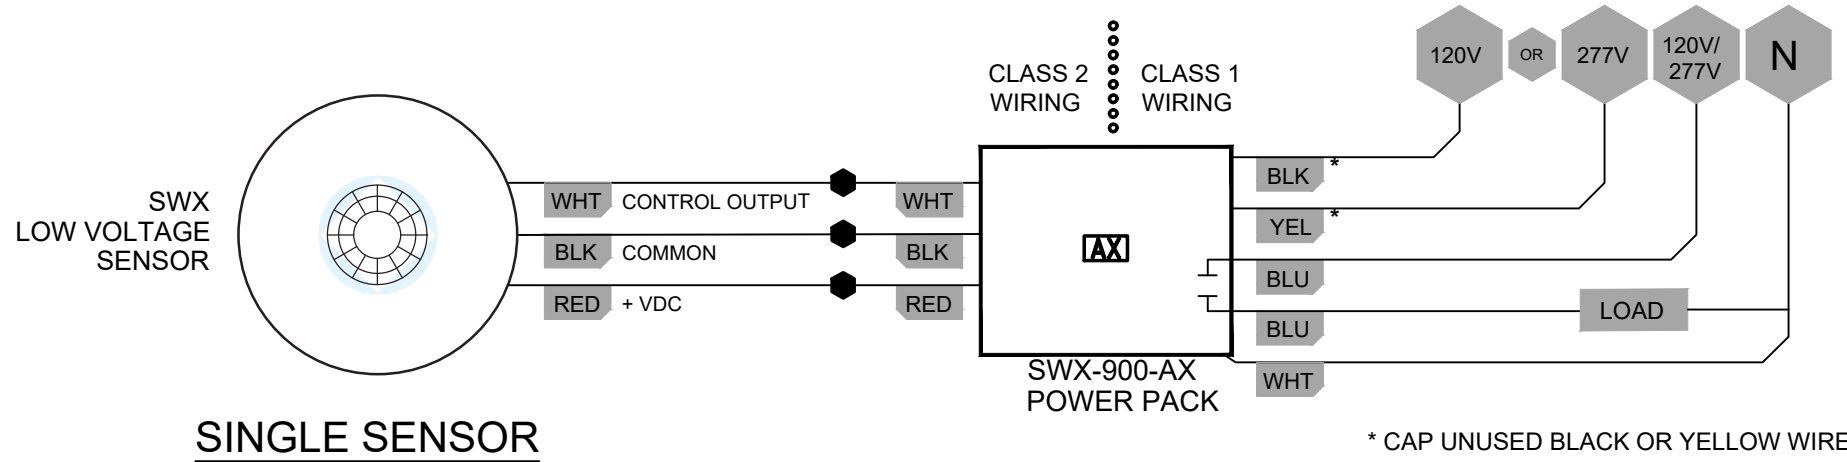 120V
OR
277V
120V/
277V
N
CLASS 2
WIRING
CLASS 1
WIRING
SWX
LOW VOLTAGE
SENSOR
WHT CONTROL OUTPUT
BLK COMMON
RED + VDC
WHT
BLK
RED
AX
BLK *
YEL *
BLU
BLU
WHT
LOAD
SWX-900-AX
POWER PACK
SINGLE SENSOR
* CAP UNUSED BLACK OR YELLOW WIRE